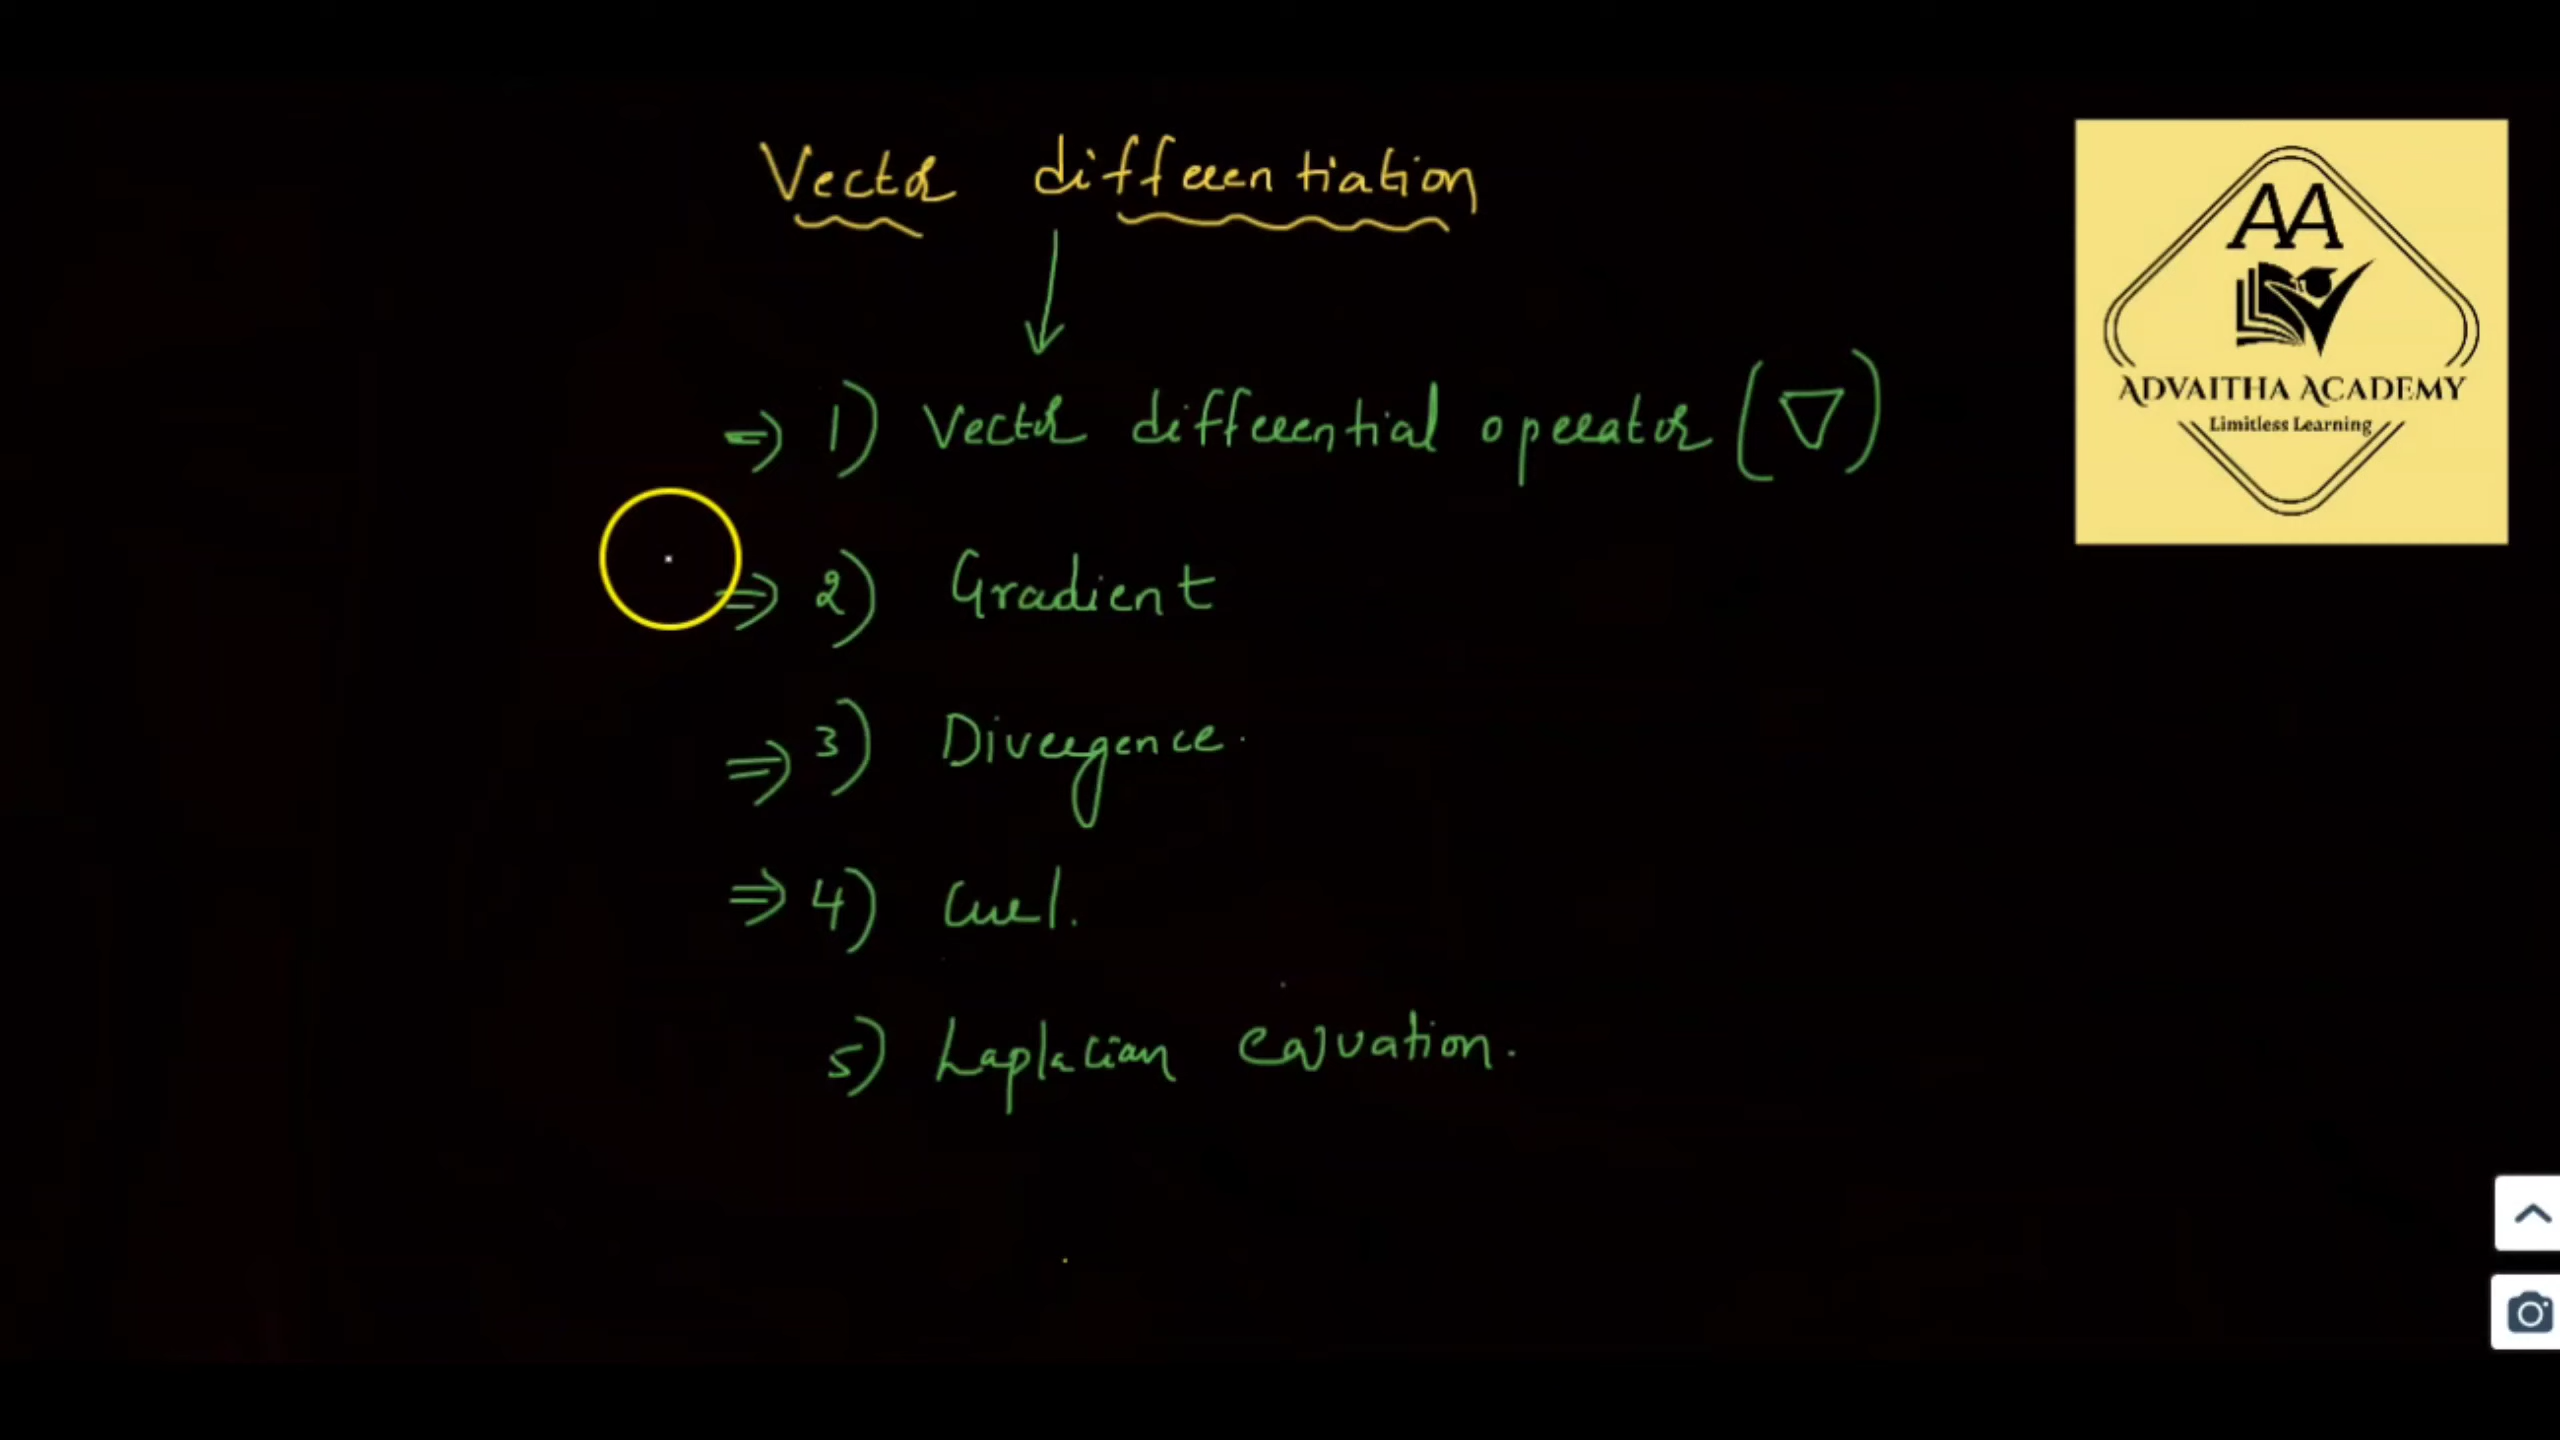 Vector differentiation
⇒ 1) Vector differential operator (∇)
⇒ 2) Gradient
⇒ 3) Divergence.
⇒ 4) Curl.
5) Laplacian equation.
AA
ADVAITHA ACADEMY
Limitless Learning